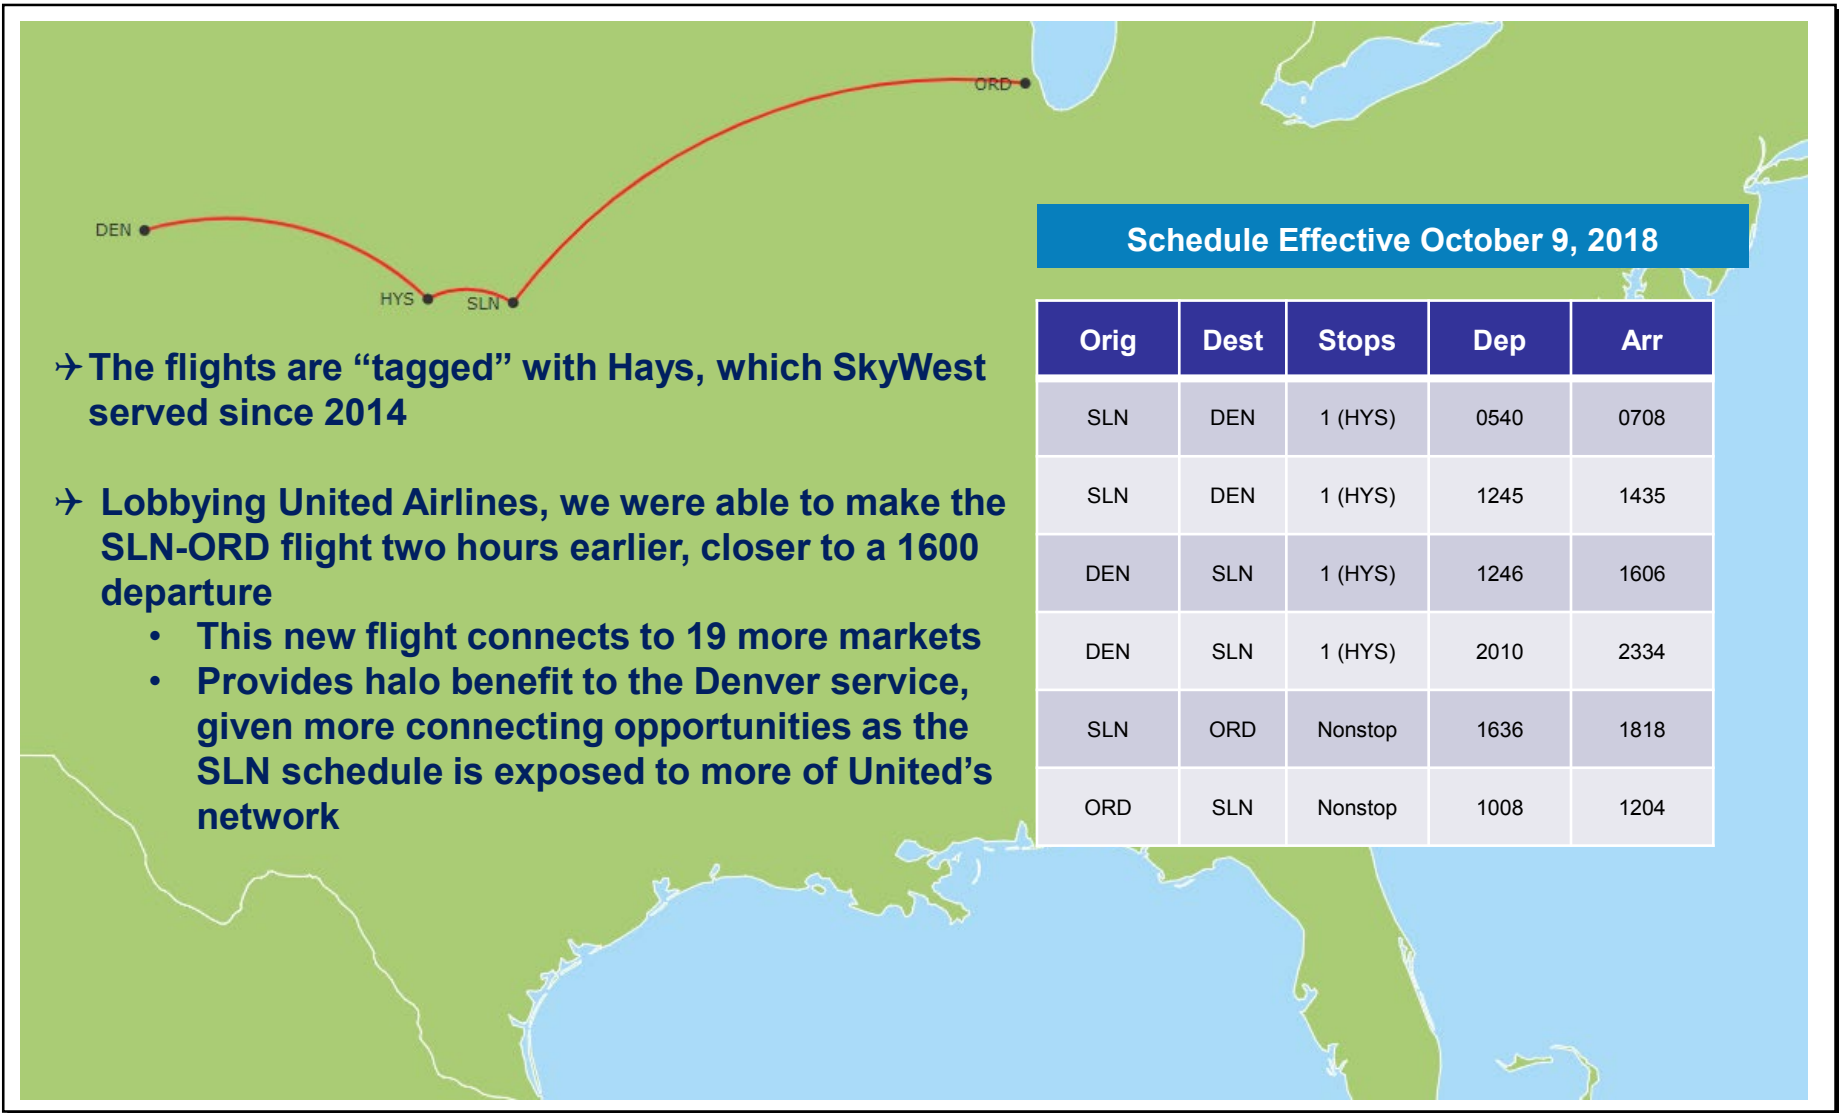 ORD
DEN
HYS
SLN
✈ The flights are “tagged” with Hays, which SkyWest
served since 2014
✈ Lobbying United Airlines, we were able to make the
SLN-ORD flight two hours earlier, closer to a 1600
departure
• This new flight connects to 19 more markets
• Provides halo benefit to the Denver service,
given more connecting opportunities as the
SLN schedule is exposed to more of United’s
network
Schedule Effective October 9, 2018
Orig Dest Stops Dep Arr
SLN DEN 1 (HYS) 0540 0708
SLN DEN 1 (HYS) 1245 1435
DEN SLN 1 (HYS) 1246 1606
DEN SLN 1 (HYS) 2010 2334
SLN ORD Nonstop 1636 1818
ORD SLN Nonstop 1008 1204